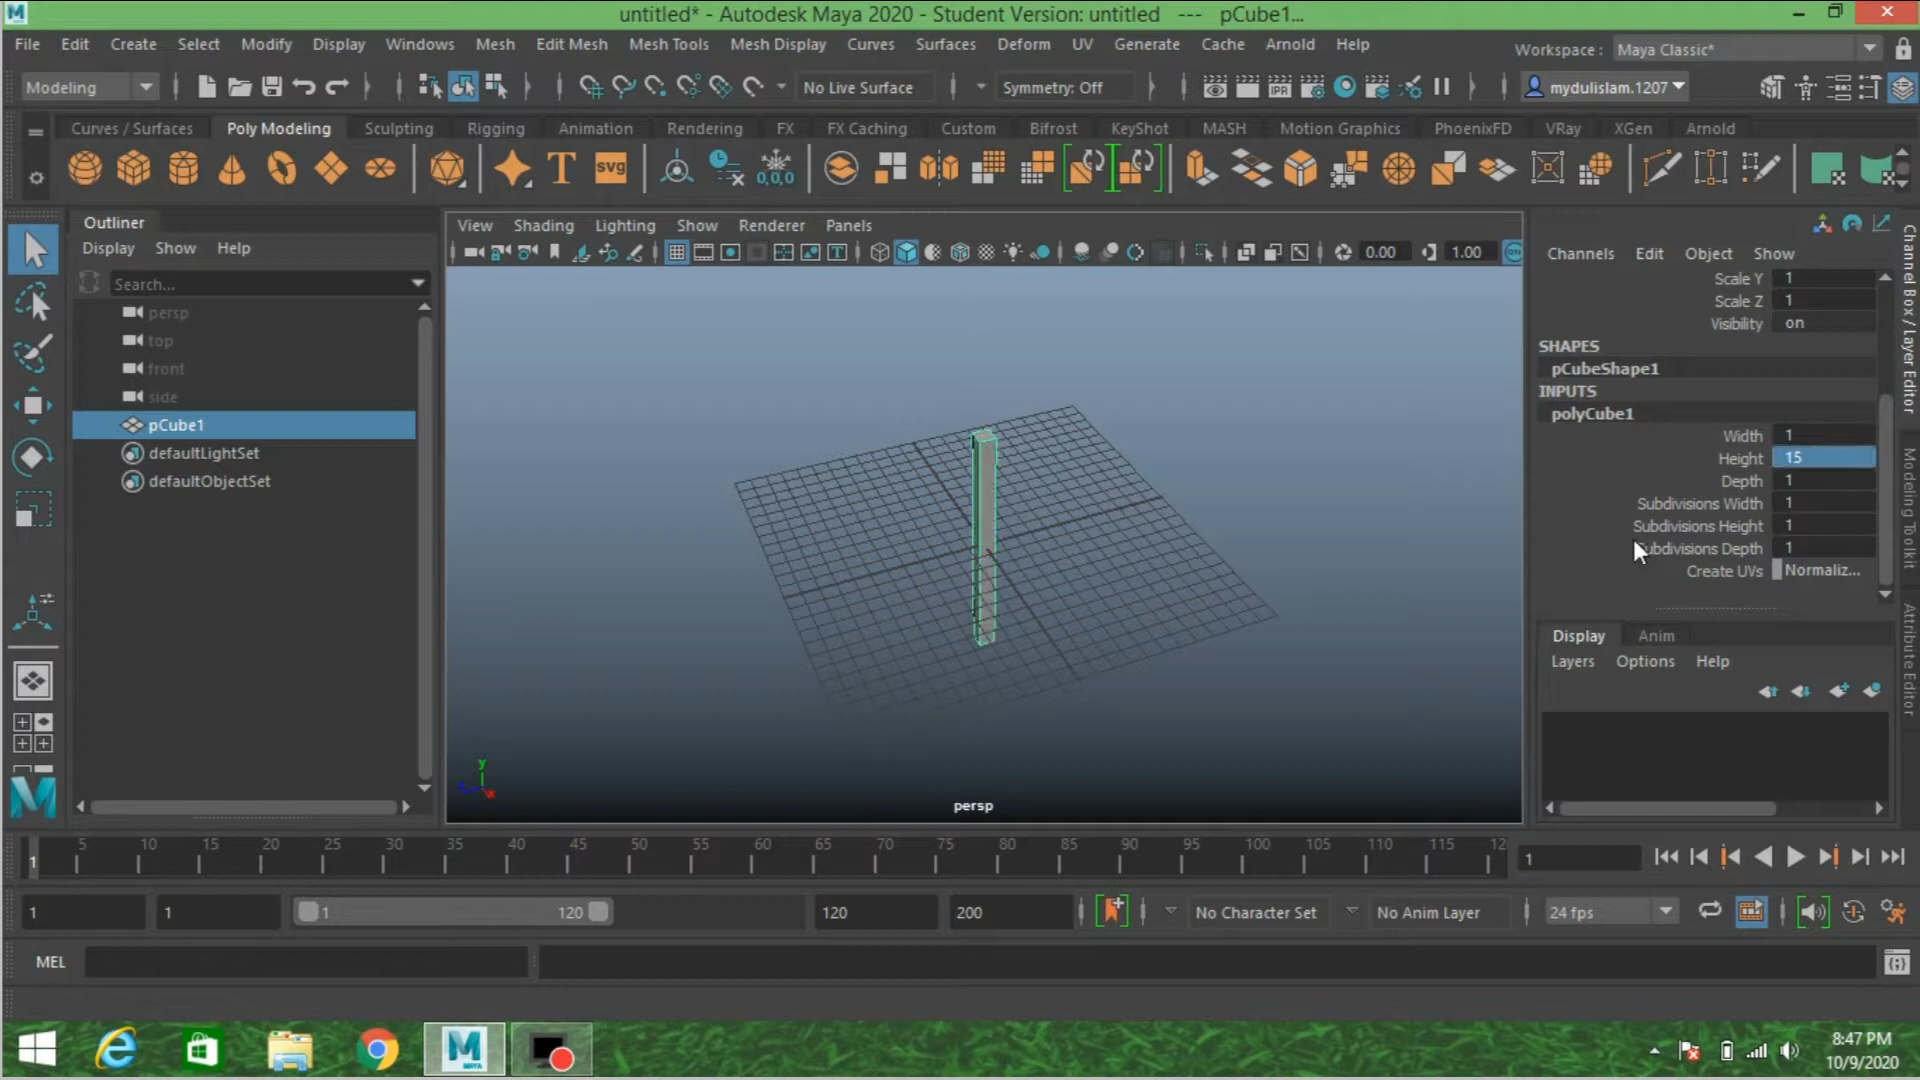 untitled* - Autodesk Maya 2020 - Student Version: untitled --- pCube1...
File Edit Create Select Modify Display Windows Mesh Edit Mesh Mesh Tools Mesh Display Curves Surfaces Deform UV Generate Cache Arnold Help
Workspace : Maya Classic*
Modeling
No Live Surface
Symmetry: Off
IPR
mydulislam.1207
Curves / Surfaces Poly Modeling Sculpting Rigging Animation Rendering FX FX Caching Custom Bifrost KeyShot MASH Motion Graphics PhoenixFD VRay XGen Arnold
T
SVG
0,0,0
Outliner
Display Show Help
Search...
persp
top
front
side
pCube1
defaultLightSet
defaultObjectSet
View Shading Lighting Show Renderer Panels
0.00
1.00
ON
y
x
persp
Channels Edit Object Show
Scale Y 1
Scale Z 1
Visibility on
SHAPES
pCubeShape1
INPUTS
polyCube1
Width 1
Height 15
Depth 1
Subdivisions Width 1
Subdivisions Height 1
Subdivisions Depth 1
Create UVs Normaliz...
Display Anim
Layers Options Help
Channel Box / Layer Editor
Modeling Toolkit
Attribute Editor
1 5 10 15 20 25 30 35 40 45 50 55 60 65 70 75 80 85 90 95 100 105 110 115 12
1
1 1 1 120 120 200
No Character Set
No Anim Layer
24 fps
MEL
M
MAYA
8:47 PM
10/9/2020